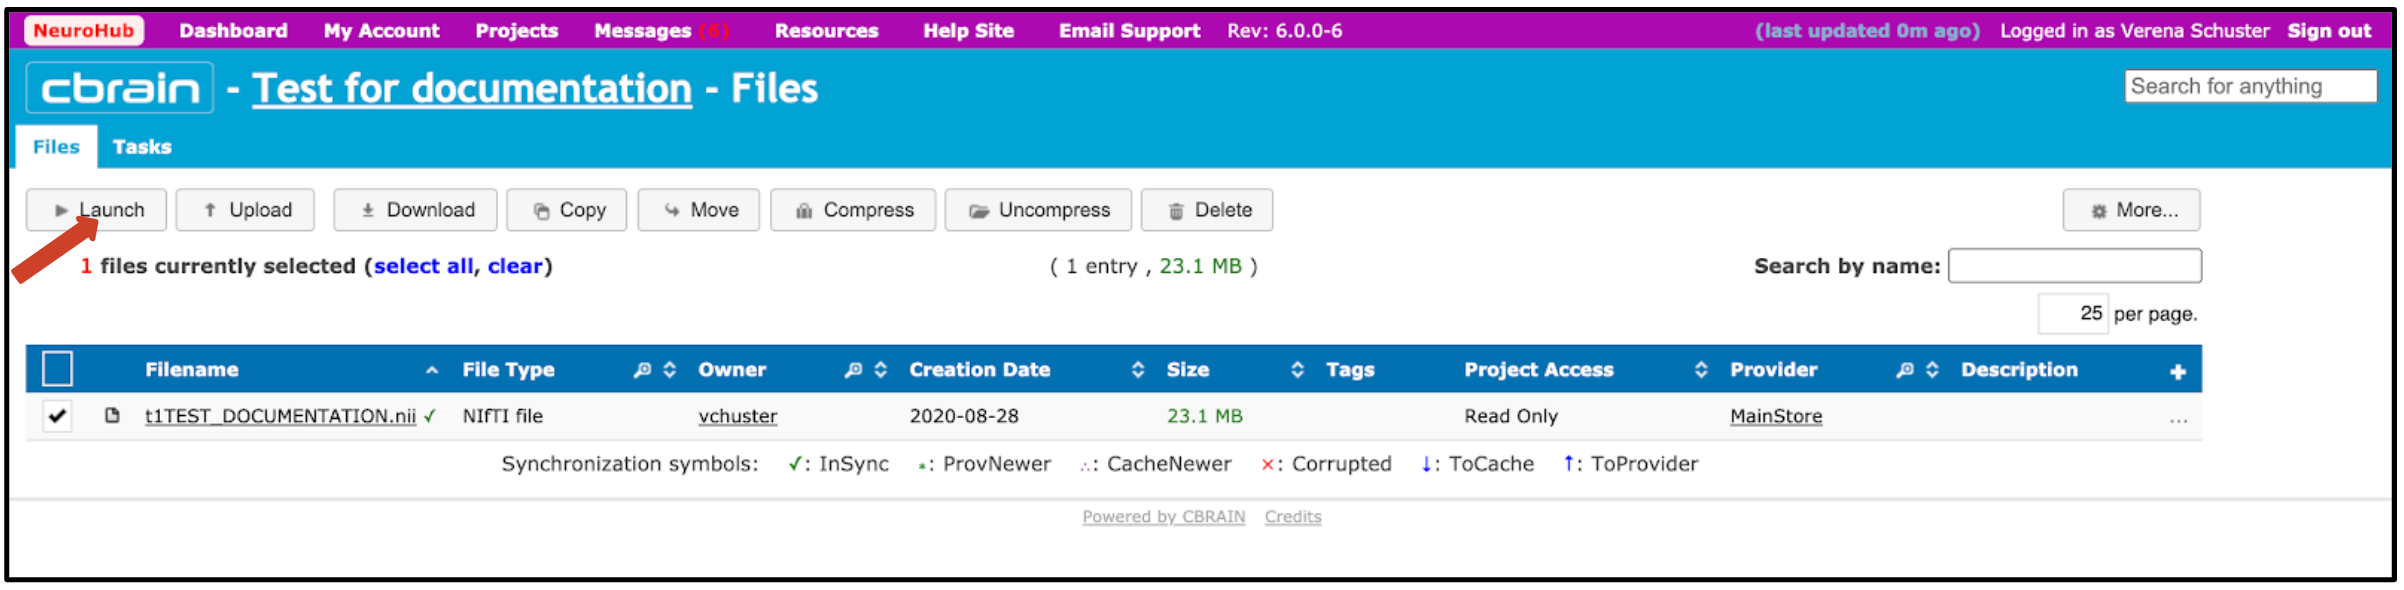 NeuroHub Dashboard My Account Projects Messages (6) Resources Help Site Email Support Rev: 6.0.0-6 (last updated 0m ago) Logged in as Verena Schuster Sign out
cbrain - Test for documentation - Files Search for anything
Files Tasks
Launch Upload Download Copy Move Compress Uncompress Delete More...
1 files currently selected (select all, clear) ( 1 entry , 23.1 MB ) Search by name:
25 per page.
Filename File Type Owner Creation Date Size Tags Project Access Provider Description +
t1TEST_DOCUMENTATION.nii ✓ NIfTI file vchuster 2020-08-28 23.1 MB Read Only MainStore ...
Synchronization symbols: ✓: InSync *: ProvNewer ∴: CacheNewer ×: Corrupted ↓: ToCache ↑: ToProvider
Powered by CBRAIN Credits